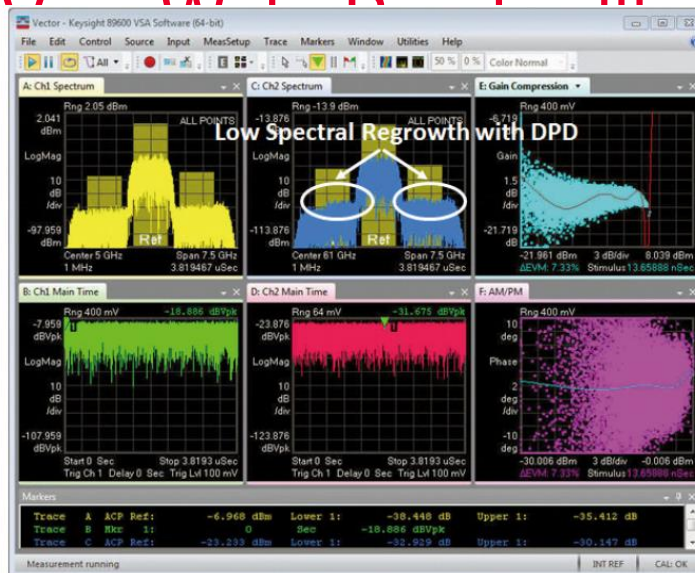 Vector - Keysight 89600 VSA Software (64-bit)
File Edit Control Source Input MeasSetup Trace Markers Window Utilities Help
All 50 % 0 % Color Normal
A: Ch1 Spectrum
Rng 2.05 dBm
2.041
dBm
ALL POINTS
LogMag
10
dB
/div
-97.959
dBm
Ref
Center 5 GHz Span 7.5 GHz
1 MHz 3.819467 uSec
C: Ch2 Spectrum
Rng -13.9 dBm
-13.876
dBm
ALL POINTS
Low Spectral Regrowth with DPD
LogMag
10
dB
/div
-113.876
dBm
Ref
Center 61 GHz Span 7.5 GHz
1 MHz 3.819467 uSec
E: Gain Compression
Rng 400 mV
-6.719
Gain
1.5
dB
/div
-21.719
dB
-21.961 dBm 3 dB/div 8.039 dBm
ΔEVM: 7.33% Stimulus 13.65888 nSec
B: Ch1 Main Time
Rng 400 mV -18.886 dBVpk
-7.959
dBVpk
LogMag
10
dB
/div
-107.959
dBVpk
Start 0 Sec Stop 3.8193 uSec
Trig Ch 1 Delay 0 Sec Trig Lvl 100 mV
D: Ch2 Main Time
Rng 64 mV -31.675 dBVpk
-23.876
dBVpk
LogMag
10
dB
/div
-123.876
dBVpk
Start 0 Sec Stop 3.8193 uSec
Trig Ch 1 Delay 0 Sec Trig Lvl 100 mV
F: AM/PM
Rng 400 mV
10
deg
Phase
2
deg
/div
-10
deg
-30.006 dBm 3 dB/div -0.006 dBm
ΔEVM: 7.33% Stimulus 13.65888 nSec
Markers
Trace A ACP Ref: -6.968 dBm Lower 1: -38.448 dB Upper 1: -35.412 dB
Trace B Mkr 1: 0 Sec -18.886 dBVpk
Trace C ACP Ref: -23.233 dBm Lower 1: -32.929 dB Upper 1: -30.147 dB
Measurement running INT REF CAL: OK